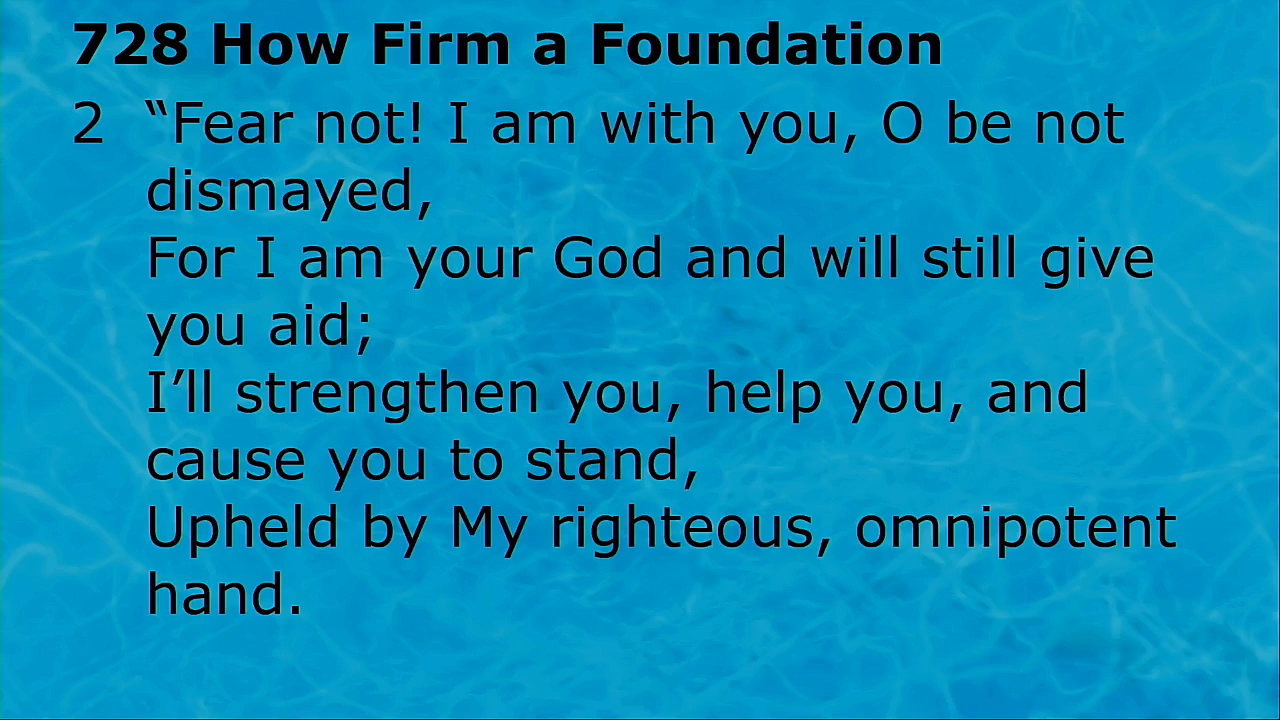 728 How Firm a Foundation
2 “Fear not! I am with you, O be not
dismayed,
For I am your God and will still give
you aid;
I’ll strengthen you, help you, and
cause you to stand,
Upheld by My righteous, omnipotent
hand.